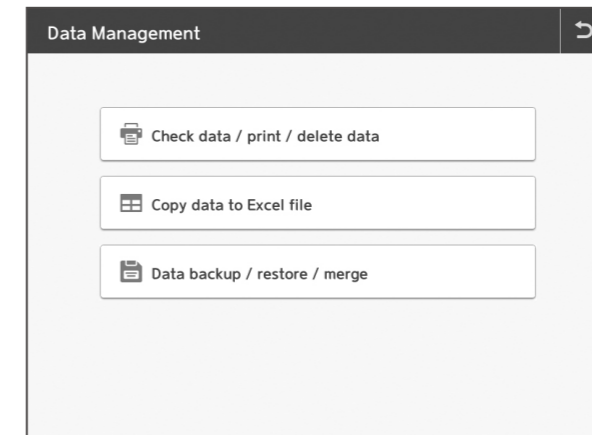 Data Management
Check data / print / delete data
Copy data to Excel file
Data backup / restore / merge